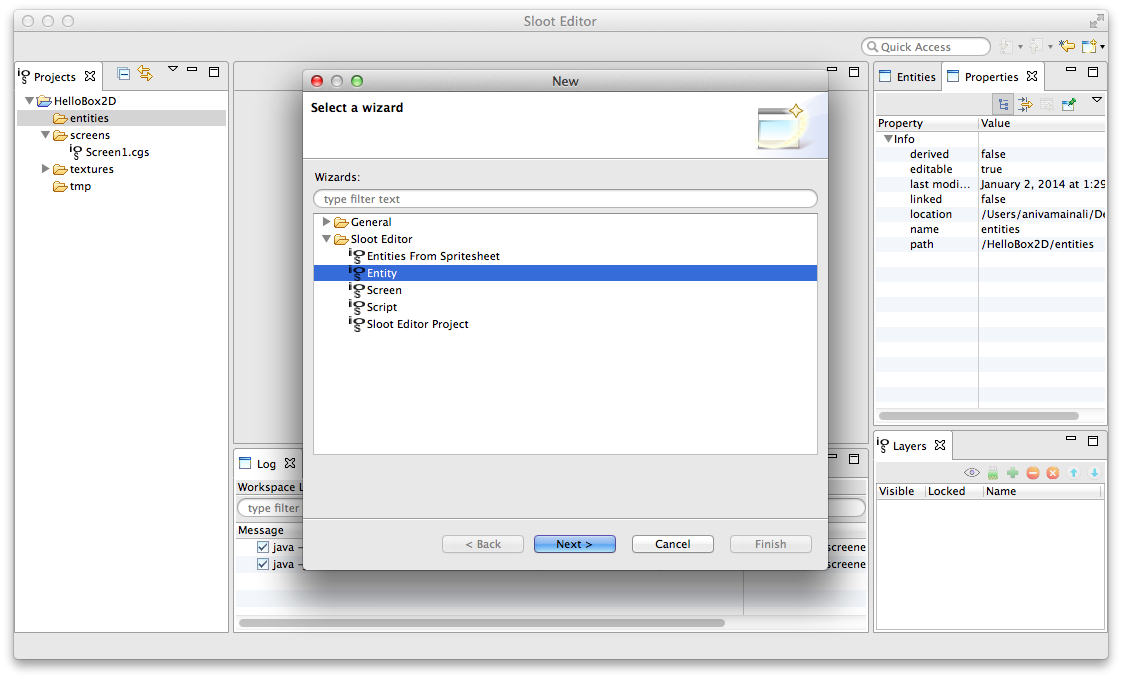 Sloot Editor
Quick Access
Projects
HelloBox2D
entities
screens
Screen1.cgs
textures
tmp
New
Select a wizard
Wizards:
type filter text
General
Sloot Editor
Entities From Spritesheet
Entity
Screen
Script
Sloot Editor Project
< Back
Next >
Cancel
Finish
Log
Workspace L
type filter
Message
java –
screene
java –
screene
Entities
Properties
Property Value
Info
derived false
editable true
last modi... January 2, 2014 at 1:29
linked false
location /Users/anivamainali/De
name entities
path /HelloBox2D/entities
Layers
Visible Locked Name